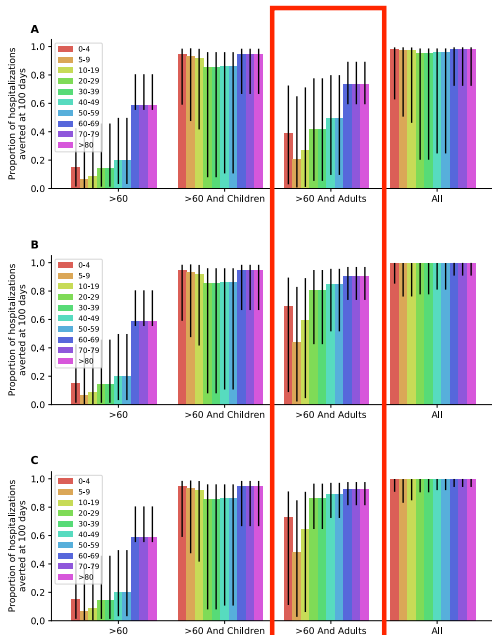 A
Proportion of hospitalizations
averted at 100 days
1.0
0.8
0.6
0.4
0.2
0.0
0-4
5-9
10-19
20-29
30-39
40-49
50-59
60-69
70-79
>80
>60
>60 And Children
>60 And Adults
All
B
Proportion of hospitalizations
averted at 100 days
1.0
0.8
0.6
0.4
0.2
0.0
0-4
5-9
10-19
20-29
30-39
40-49
50-59
60-69
70-79
>80
>60
>60 And Children
>60 And Adults
All
C
Proportion of hospitalizations
averted at 100 days
1.0
0.8
0.6
0.4
0.2
0.0
0-4
5-9
10-19
20-29
30-39
40-49
50-59
60-69
70-79
>80
>60
>60 And Children
>60 And Adults
All